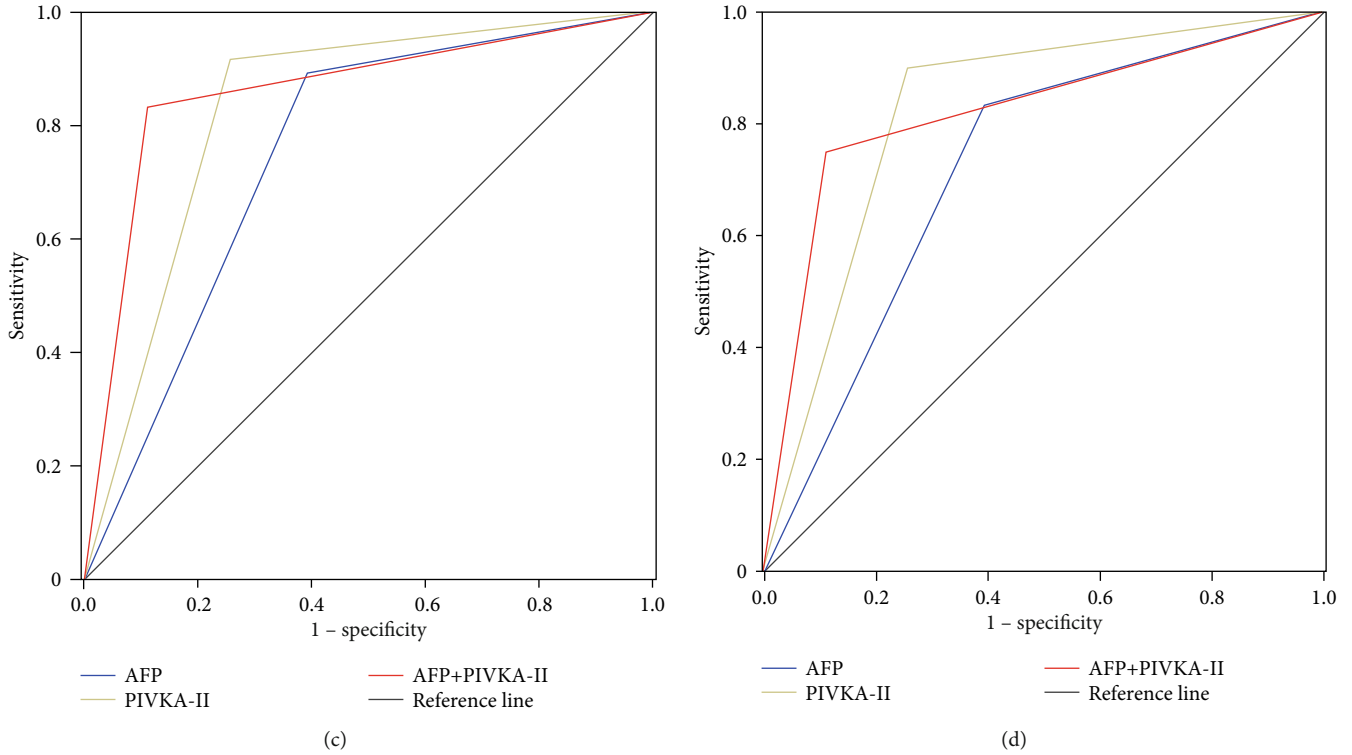 1.0
0.8
0.6
0.4
0.2
0
Sensitivity
0.0
0.2
0.4
0.6
0.8
1.0
1 – specificity
AFP
AFP+PIVKA-II
PIVKA-II
Reference line
(c)
1.0
0.8
0.6
0.4
0.2
0
Sensitivity
0.0
0.2
0.4
0.6
0.8
1.0
1 – specificity
AFP
AFP+PIVKA-II
PIVKA-II
Reference line
(d)